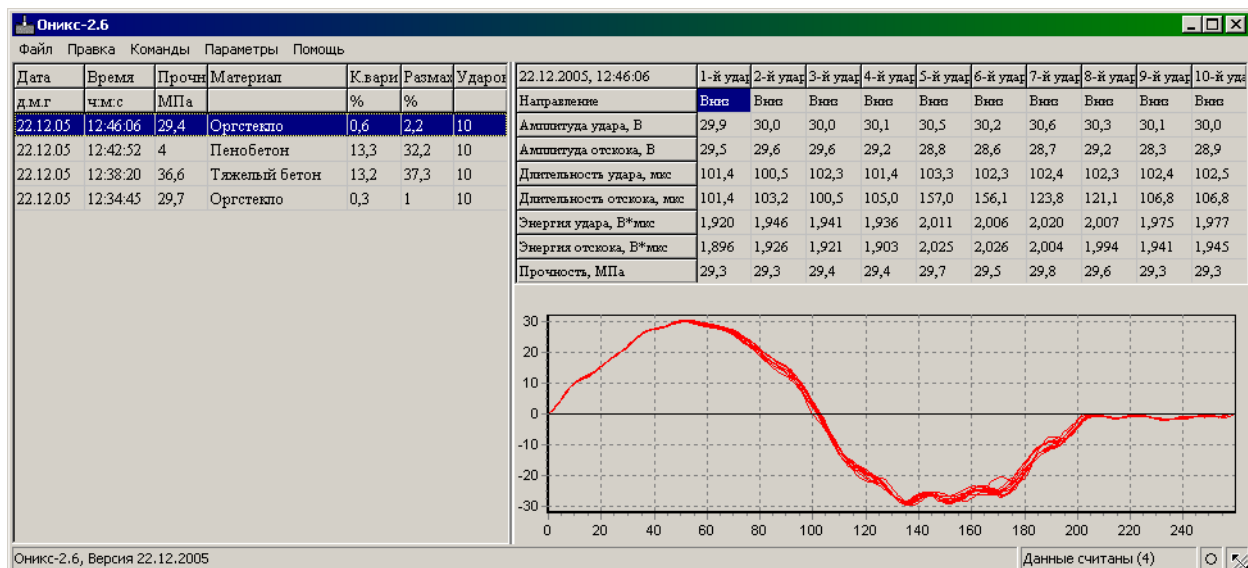 Оникс-2.6
Файл Правка Команды Параметры Помощь
Дата Время Прочн Материал К.вари Размах Ударов
д.м.г ч:м:с МПа % %
22.12.05 12:46:06 29,4 Оргстекло 0,6 2,2 10
22.12.05 12:42:52 4 Пенобетон 13,3 32,2 10
22.12.05 12:38:20 36,6 Тяжелый бетон 13,2 37,3 10
22.12.05 12:34:45 29,7 Оргстекло 0,3 1 10
22.12.2005, 12:46:06 1-й удар 2-й удар 3-й удар 4-й удар 5-й удар 6-й удар 7-й удар 8-й удар 9-й удар 10-й уда
Направление Вниз Вниз Вниз Вниз Вниз Вниз Вниз Вниз Вниз Вниз
Амплитуда удара, В 29,9 30,0 30,0 30,1 30,5 30,2 30,6 30,3 30,1 30,0
Амплитуда отскока, В 29,5 29,6 29,6 29,2 28,8 28,6 28,7 29,2 28,3 28,9
Длительность удара, мкс 101,4 100,5 102,3 101,4 103,3 102,3 102,4 102,3 102,4 102,5
Длительность отскока, мкс 101,4 103,2 100,5 105,0 157,0 156,1 123,8 121,1 106,8 106,8
Энергия удара, В*мкс 1,920 1,946 1,941 1,936 2,011 2,006 2,020 2,007 1,975 1,977
Энергия отскока, В*мкс 1,896 1,926 1,921 1,903 2,025 2,026 2,004 1,994 1,941 1,945
Прочность, МПа 29,3 29,3 29,4 29,4 29,7 29,5 29,8 29,6 29,3 29,3
30
20
10
0
-10
-20
-30
0 20 40 60 80 100 120 140 160 180 200 220 240
Оникс-2.6, Версия 22.12.2005 Данные считаны (4)